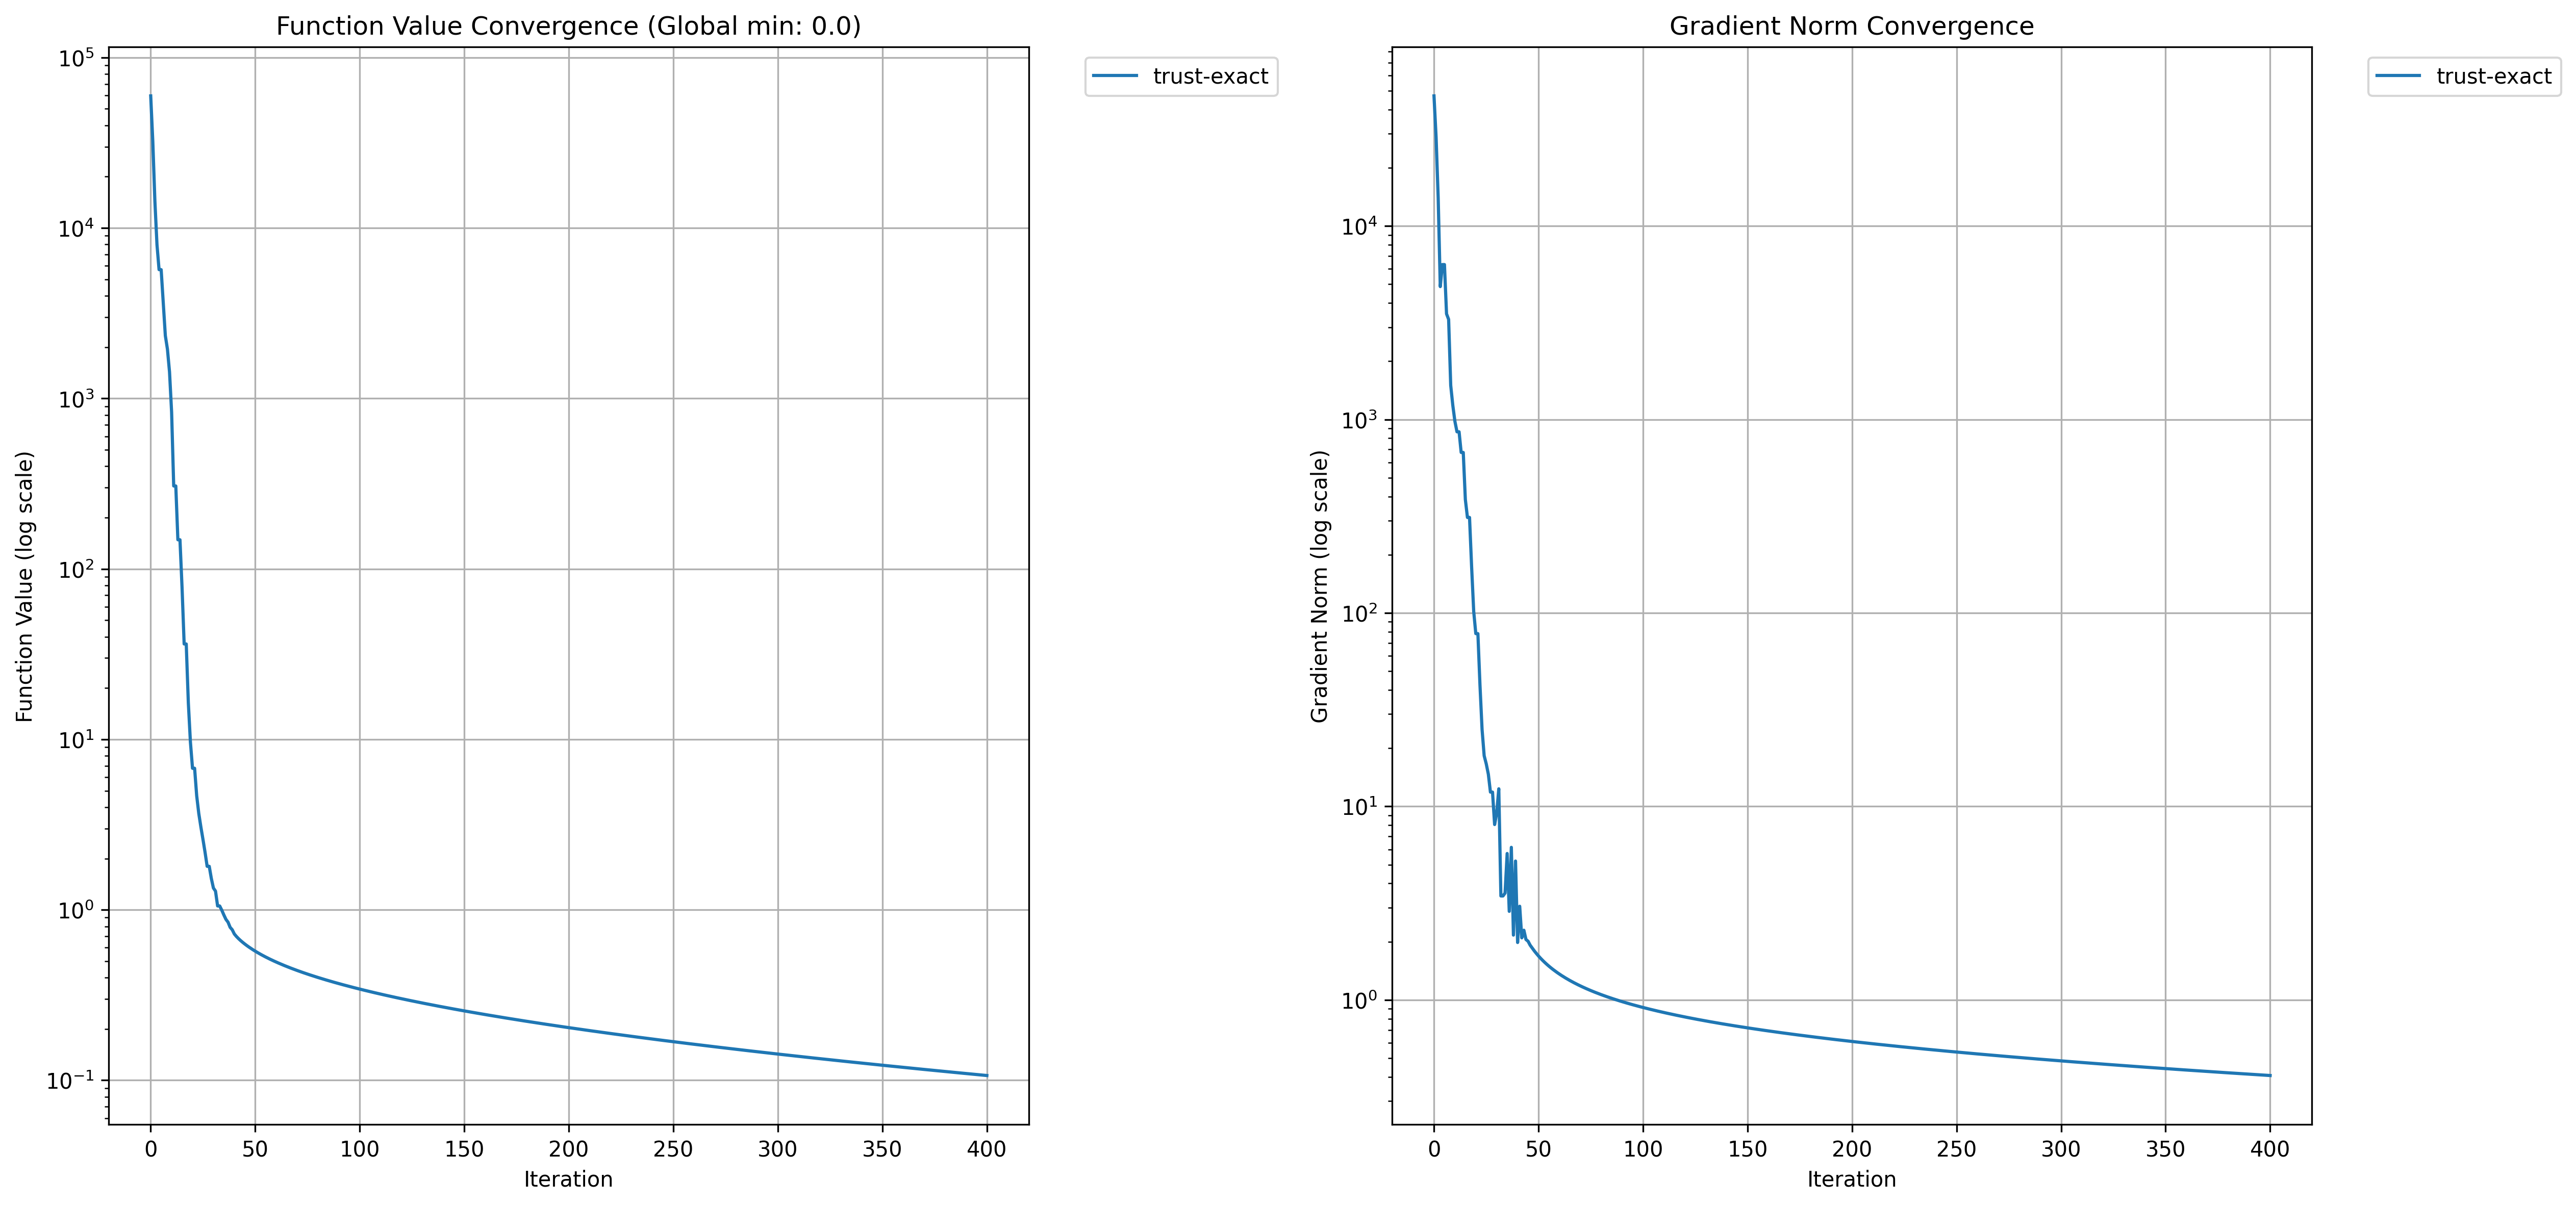 Function Value Convergence (Global min: 0.0)
Function Value (log scale)
10⁵
10⁴
10³
10²
10¹
10⁰
10⁻¹
0 50 100 150 200 250 300 350 400
Iteration
trust-exact
Gradient Norm Convergence
Gradient Norm (log scale)
10⁴
10³
10²
10¹
10⁰
0 50 100 150 200 250 300 350 400
Iteration
trust-exact